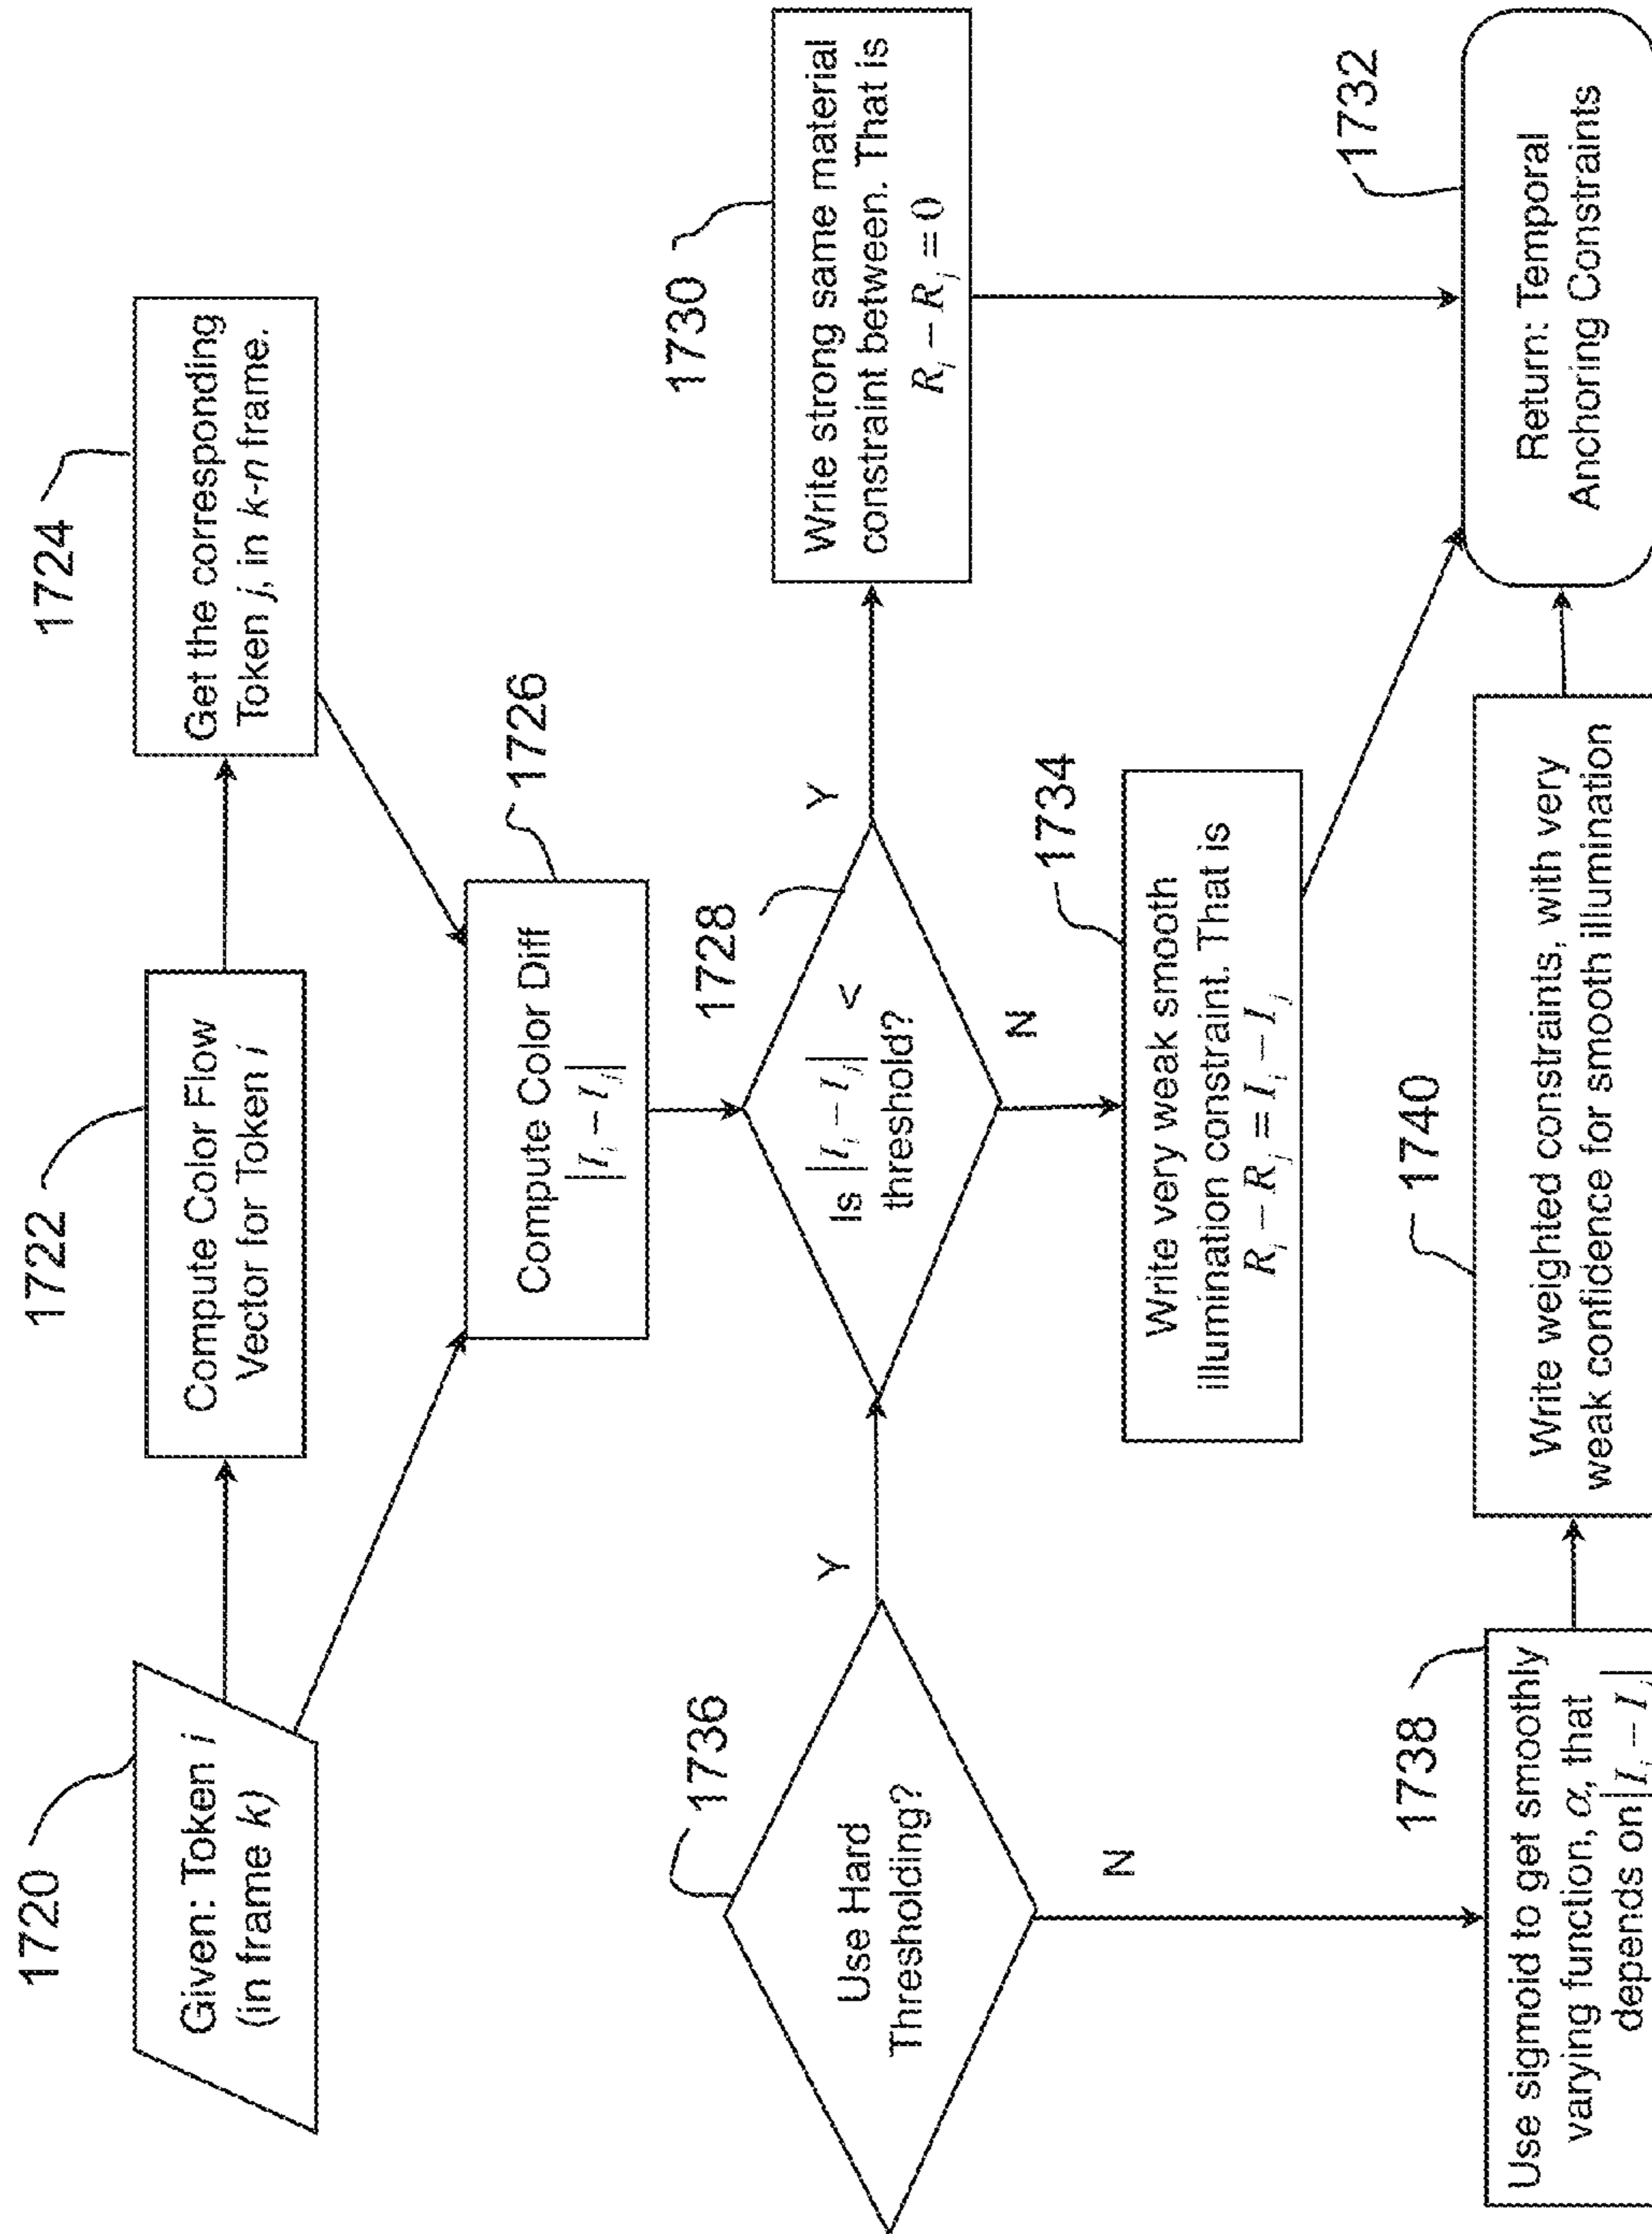 1720
Given: Token i
(in frame k)
1722
Compute Color Flow
Vector for Token i
1724
Get the corresponding
Token j, in k-n frame.
1726
Compute Color Diff
|I_i − I_j|
1736
Use Hard
Thresholding?
Y
N
1728
Is |I_i − I_j| <
threshold?
Y
N
1730
Write strong same material
constraint between. That is
R_i − R_j = 0
1734
Write very weak smooth
illumination constraint. That is
R_i − R_j = I_i − I_j
1738
Use sigmoid to get smoothly
varying function, α, that
depends on |I_i − I_j|
1740
Write weighted constraints, with very
weak confidence for smooth illumination
1732
Return: Temporal
Anchoring Constraints